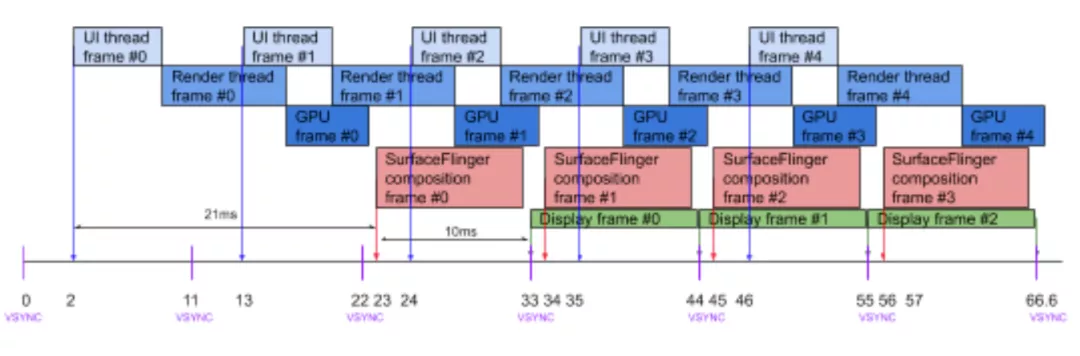 UI thread
frame #0
UI thread
frame #1
UI thread
frame #2
UI thread
frame #3
UI thread
frame #4
Render thread
frame #0
Render thread
frame #1
Render thread
frame #2
Render thread
frame #3
Render thread
frame #4
GPU
frame #0
GPU
frame #1
GPU
frame #2
GPU
frame #3
GPU
frame #4
SurfaceFlinger
composition
frame #0
SurfaceFlinger
composition
frame #1
SurfaceFlinger
composition
frame #2
SurfaceFlinger
composition
frame #3
21ms
10ms
Display frame #0
Display frame #1
Display frame #2
0 2 11 13 22 23 24 33 34 35 44 45 46 55 56 57 66.6
VSYNC VSYNC VSYNC VSYNC VSYNC VSYNC VSYNC